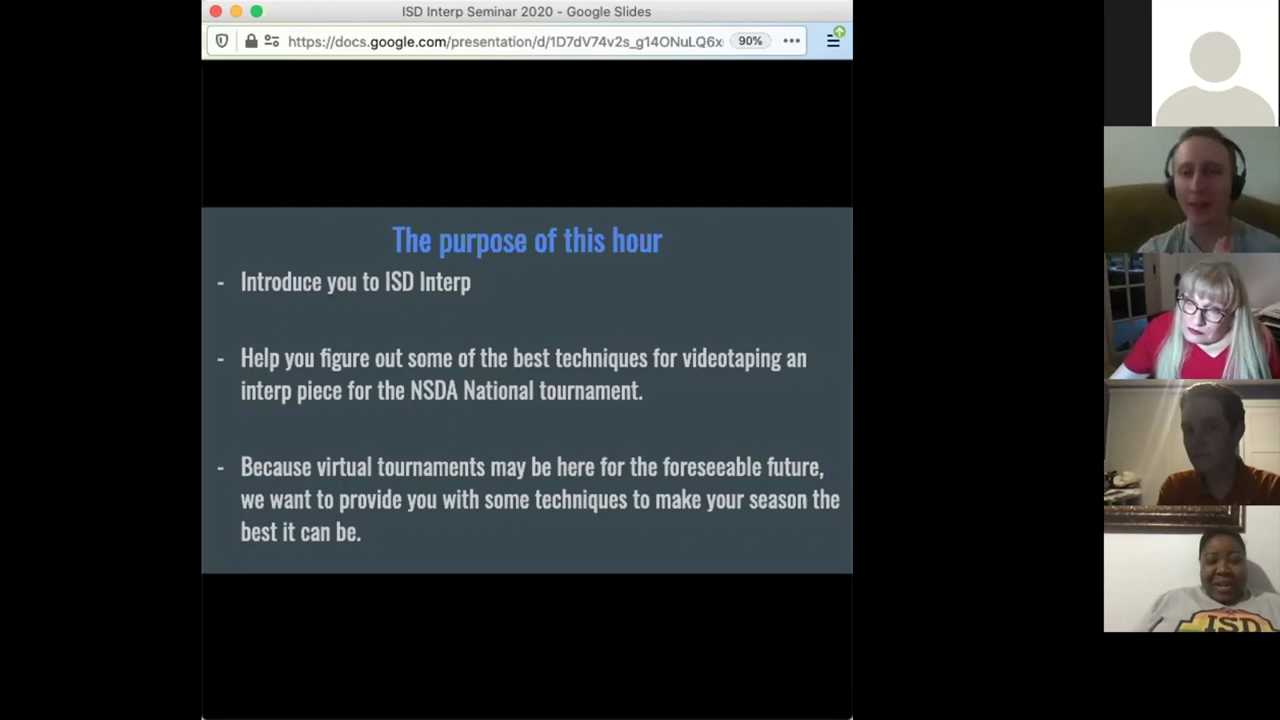 ISD Interp Seminar 2020 - Google Slides
https://docs.google.com/presentation/d/1D7dV74v2s_g14ONuLQ6x
90%
The purpose of this hour
- Introduce you to ISD Interp
- Help you figure out some of the best techniques for videotaping an
interp piece for the NSDA National tournament.
- Because virtual tournaments may be here for the foreseeable future,
we want to provide you with some techniques to make your season the
best it can be.
ISD